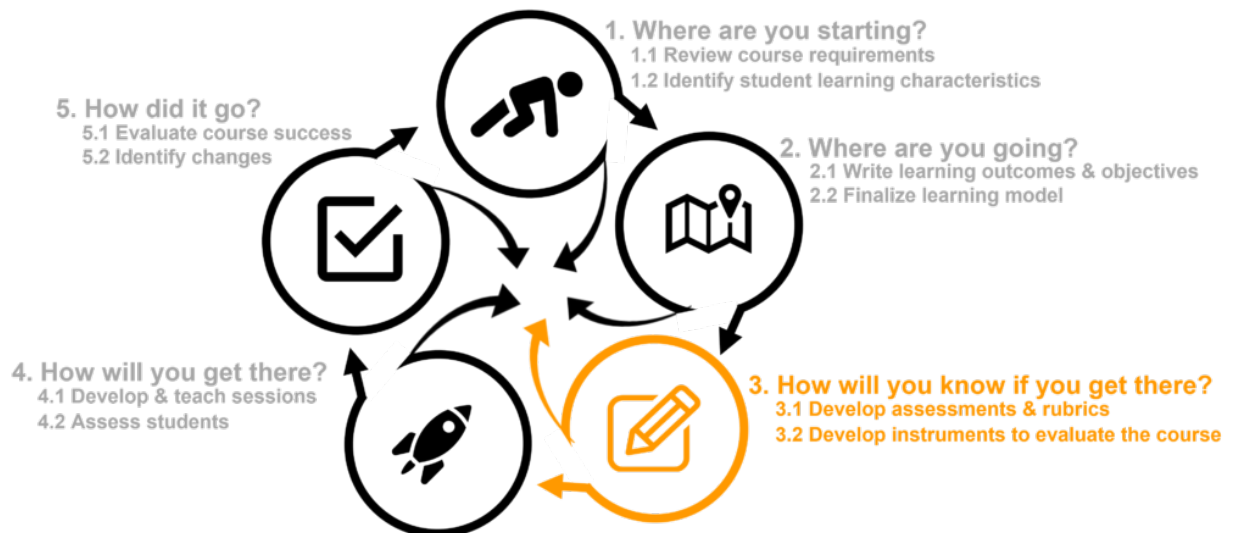 1. Where are you starting?
1.1 Review course requirements
1.2 Identify student learning characteristics
2. Where are you going?
2.1 Write learning outcomes & objectives
2.2 Finalize learning model
3. How will you know if you get there?
3.1 Develop assessments & rubrics
3.2 Develop instruments to evaluate the course
4. How will you get there?
4.1 Develop & teach sessions
4.2 Assess students
5. How did it go?
5.1 Evaluate course success
5.2 Identify changes